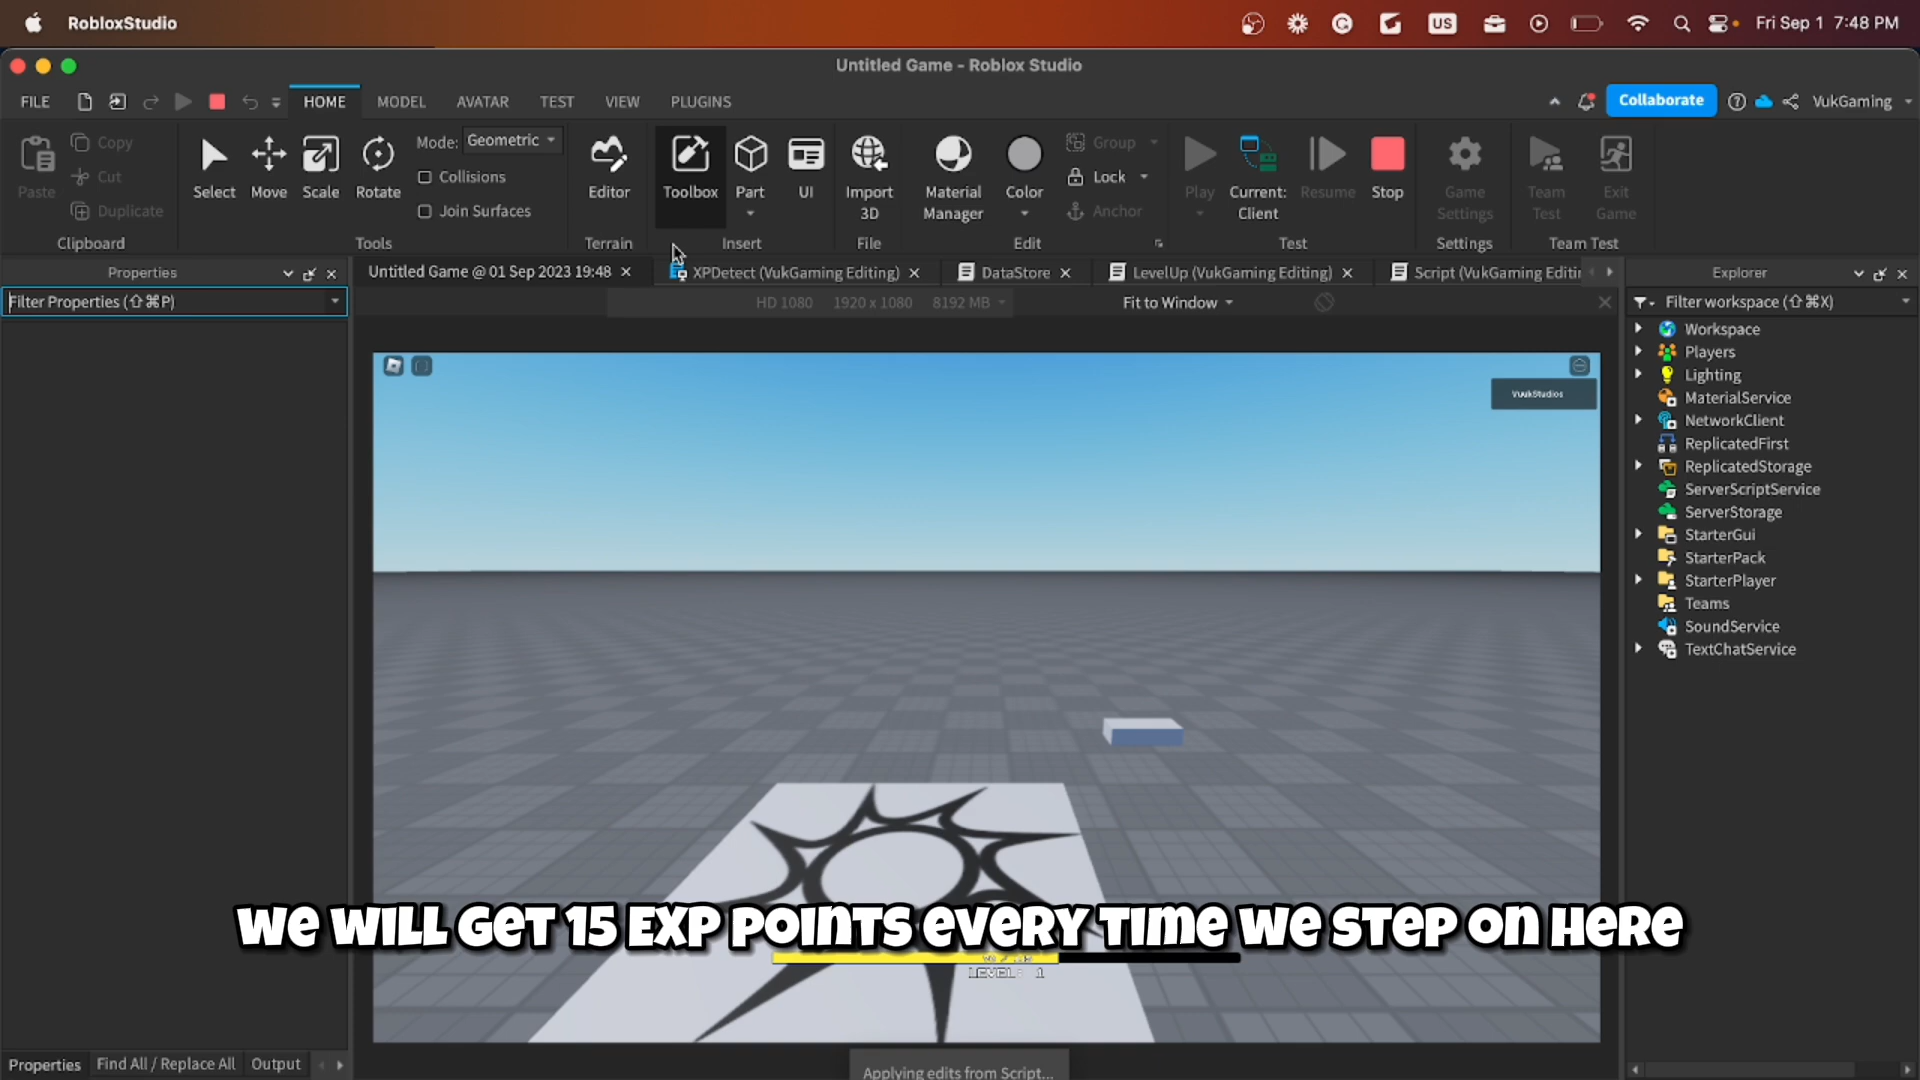 RobloxStudio
US
Fri Sep 1 7:48 PM
Untitled Game - Roblox Studio
FILE
HOME
MODEL
AVATAR
TEST
VIEW
PLUGINS
Collaborate
VukGaming
Paste
Copy
Cut
Duplicate
Clipboard
Select
Move
Scale
Rotate
Mode: Geometric
Collisions
Join Surfaces
Tools
Editor
Terrain
Toolbox
Part
UI
Insert
Import 3D
File
Material Manager
Color
Group
Lock
Anchor
Edit
Play
Current: Client
Resume
Stop
Test
Game Settings
Settings
Team Test
Exit Game
Team Test
Properties
Filter Properties (⇧⌘P)
Untitled Game @ 01 Sep 2023 19:48
XPDetect (VukGaming Editing)
DataStore
LevelUp (VukGaming Editing)
Script (VukGaming Editin
HD 1080 1920 x 1080 8192 MB
Fit to Window
Explorer
Filter workspace (⇧⌘X)
Workspace
Players
Lighting
MaterialService
NetworkClient
ReplicatedFirst
ReplicatedStorage
ServerScriptService
ServerStorage
StarterGui
StarterPack
StarterPlayer
Teams
SoundService
TextChatService
VuukStudios
WE WILL GET 15 EXP POINTS EVERY TIME WE STEP ON HERE
LEVEL: 1
Properties
Find All / Replace All
Output
Applying edits from Script...